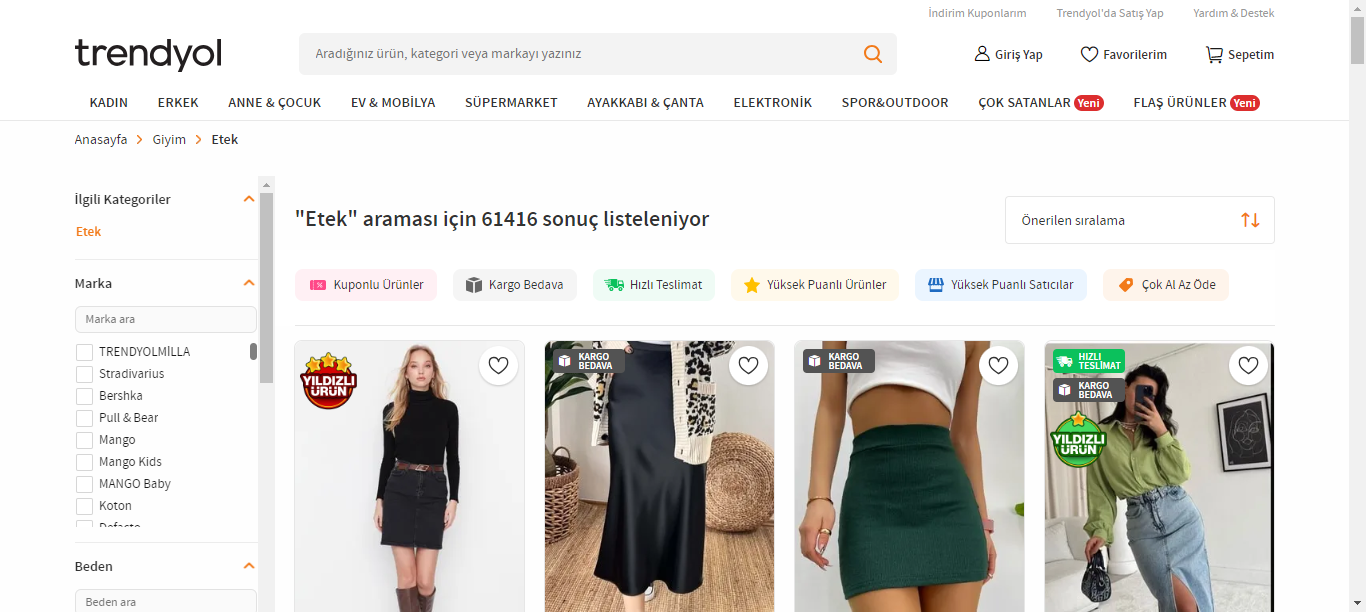 İndirim Kuponlarım Trendyol'da Satış Yap Yardım & Destek
trendyol
Aradığınız ürün, kategori veya markayı yazınız
Giriş Yap Favorilerim Sepetim
KADIN ERKEK ANNE & ÇOCUK EV & MOBİLYA SÜPERMARKET AYAKKABI & ÇANTA ELEKTRONİK SPOR&OUTDOOR ÇOK SATANLAR Yeni FLAŞ ÜRÜNLER Yeni
Anasayfa Giyim Etek
İlgili Kategoriler
Etek
Marka
Marka ara
TRENDYOLMİLLA
Stradivarius
Bershka
Pull & Bear
Mango
Mango Kids
MANGO Baby
Koton
Defacto
Beden
Beden ara
"Etek" araması için 61416 sonuç listeleniyor
Önerilen sıralama
Kuponlu Ürünler Kargo Bedava Hızlı Teslimat Yüksek Puanlı Ürünler Yüksek Puanlı Satıcılar Çok Al Az Öde
YILDIZLI
ÜRÜN
KARGO
BEDAVA
KARGO
BEDAVA
HIZLI
TESLİMAT
KARGO
BEDAVA
YILDIZLI
ÜRÜN